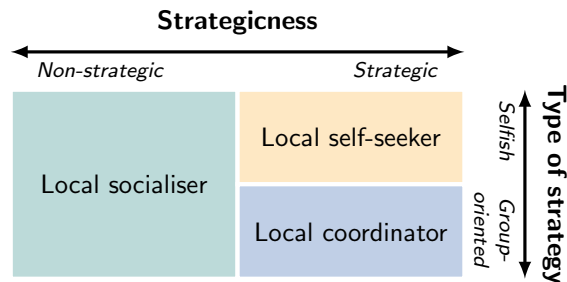 Strategicness
Non-strategic
Strategic
Local socialiser
Local self-seeker
Local coordinator
Selfish
Group-
oriented
Type of strategy